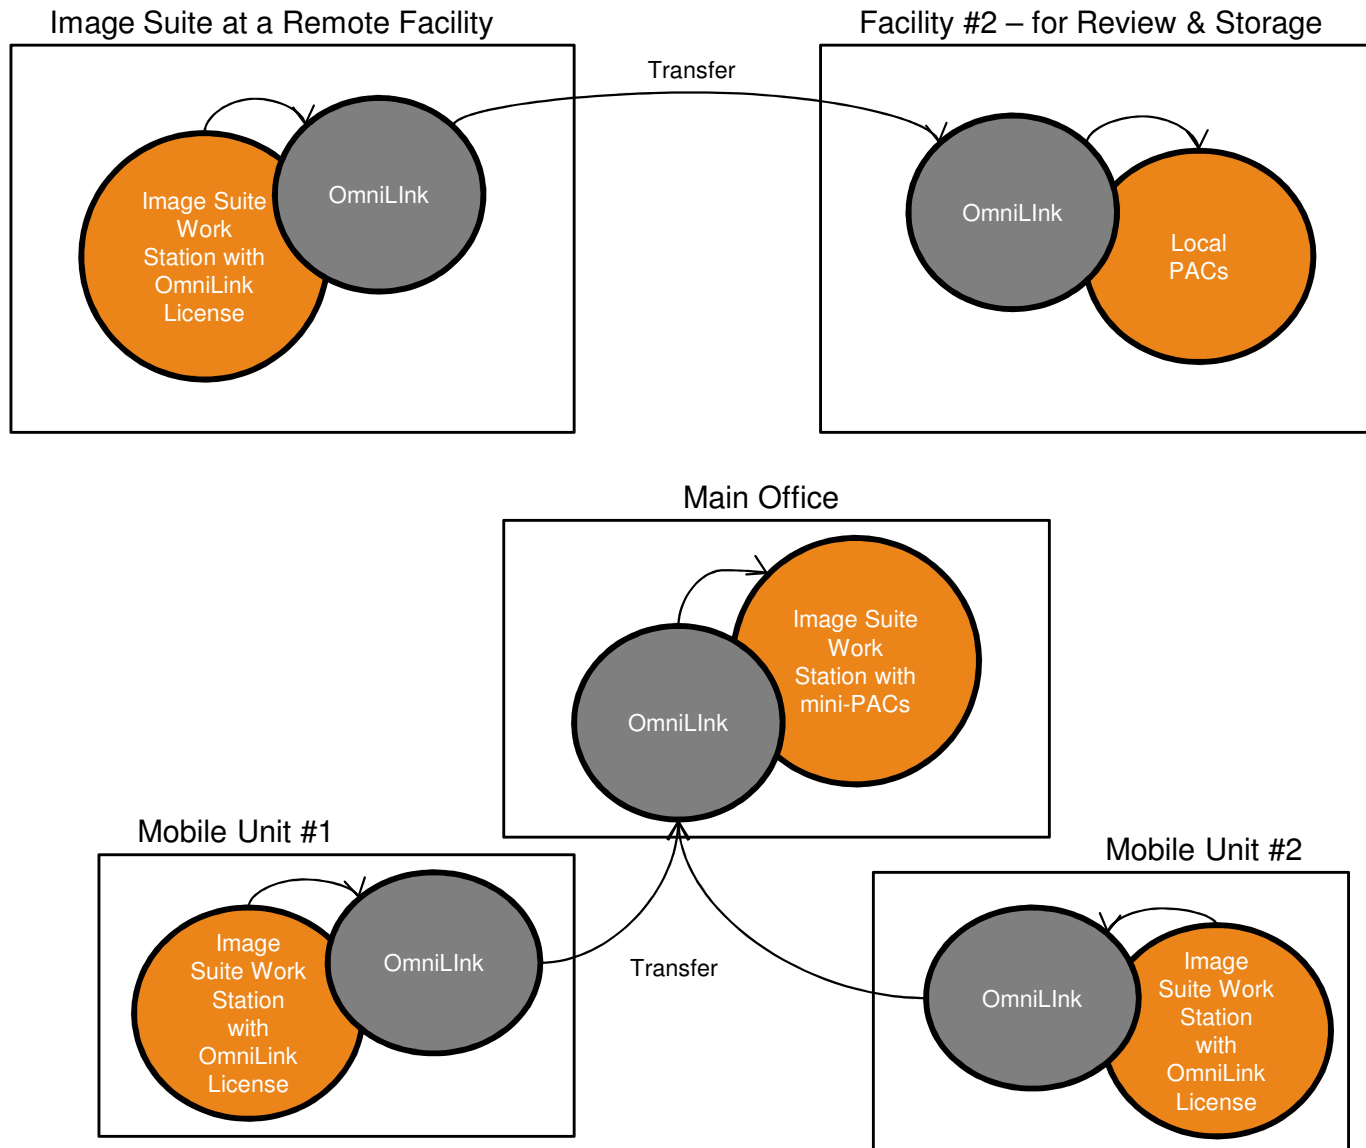 Image Suite at a Remote Facility
Facility #2 – for Review & Storage
Transfer
Image Suite
Work
Station with
OmniLink
License
OmniLInk
OmniLInk
Local
PACs
Main Office
Image Suite
Work
Station with
mini-PACs
OmniLInk
Mobile Unit #1
Mobile Unit #2
Image
Suite Work
Station
with
OmniLink
License
OmniLInk
Transfer
OmniLInk
Image
Suite Work
Station
with
OmniLink
License